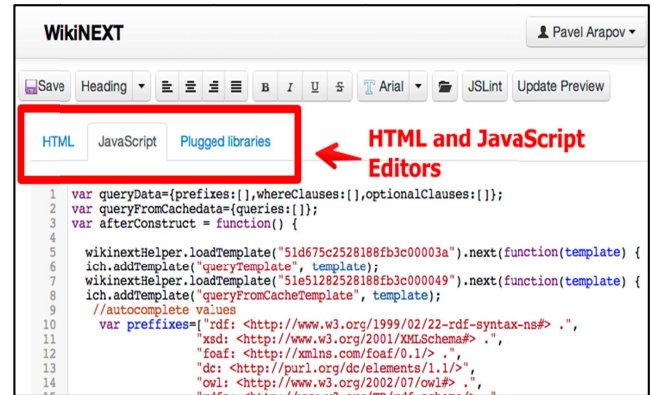 WikiNEXT
Pavel Arapov
Save Heading B I U S Arial JSLint Update Preview
HTML JavaScript Plugged libraries
HTML and JavaScript
Editors
1 var queryData={prefixes:[],whereClauses:[],optionalClauses:[]};
2 var queryFromCachedata={queries:[]};
3 var afterConstruct = function() {
4
5 wikinextHelper.loadTemplate("51d675c2528188fb3c00003a").next(function(template) {
6 ich.addTemplate("queryTemplate", template);
7 wikinextHelper.loadTemplate("51e51282528188fb3c000049").next(function(template) {
8 ich.addTemplate("queryFromCacheTemplate", template);
9 //autocomplete values
10 var preffixes=["rdf: <http://www.w3.org/1999/02/22-rdf-syntax-ns#> .",
11 "xsd: <http://www.w3.org/2001/XMLSchema#> .",
12 "foaf: <http://xmlns.com/foaf/0.1/> .",
13 "dc: <http://purl.org/dc/elements/1.1/>",
14 "owl: <http://www.w3.org/2002/07/owl#> .",